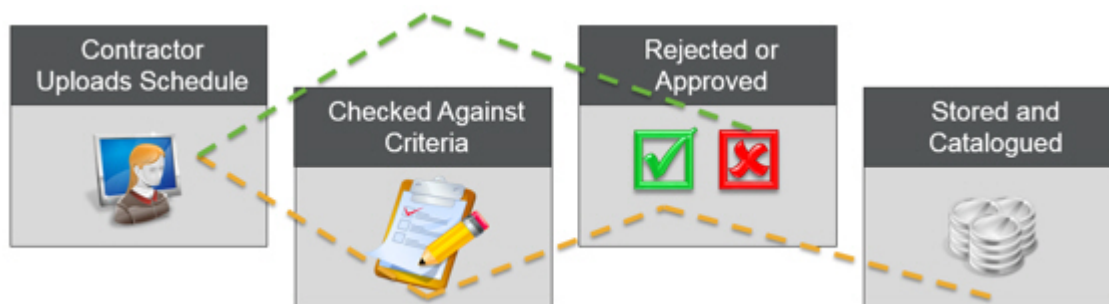 Contractor
Uploads Schedule
Checked Against
Criteria
Rejected or
Approved
Stored and
Catalogued